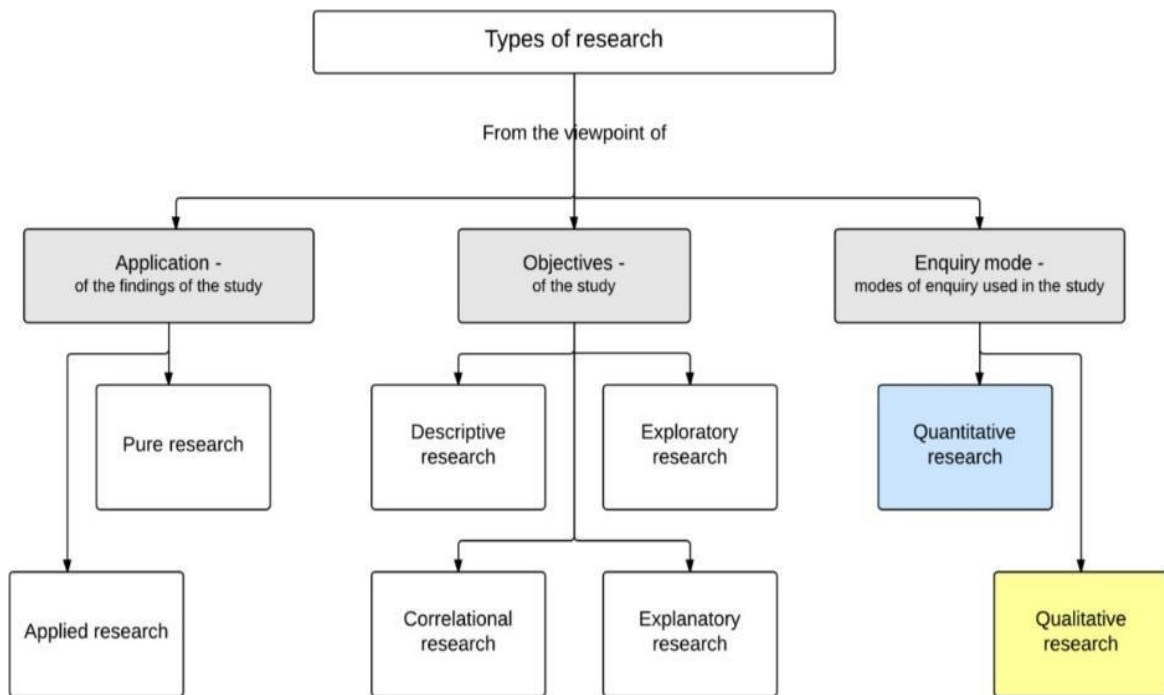 Types of research
From the viewpoint of
Application -
of the findings of the study
Objectives -
of the study
Enquiry mode -
modes of enquiry used in the study
Pure research
Descriptive
research
Exploratory
research
Quantitative
research
Applied research
Correlational
research
Explanatory
research
Qualitative
research